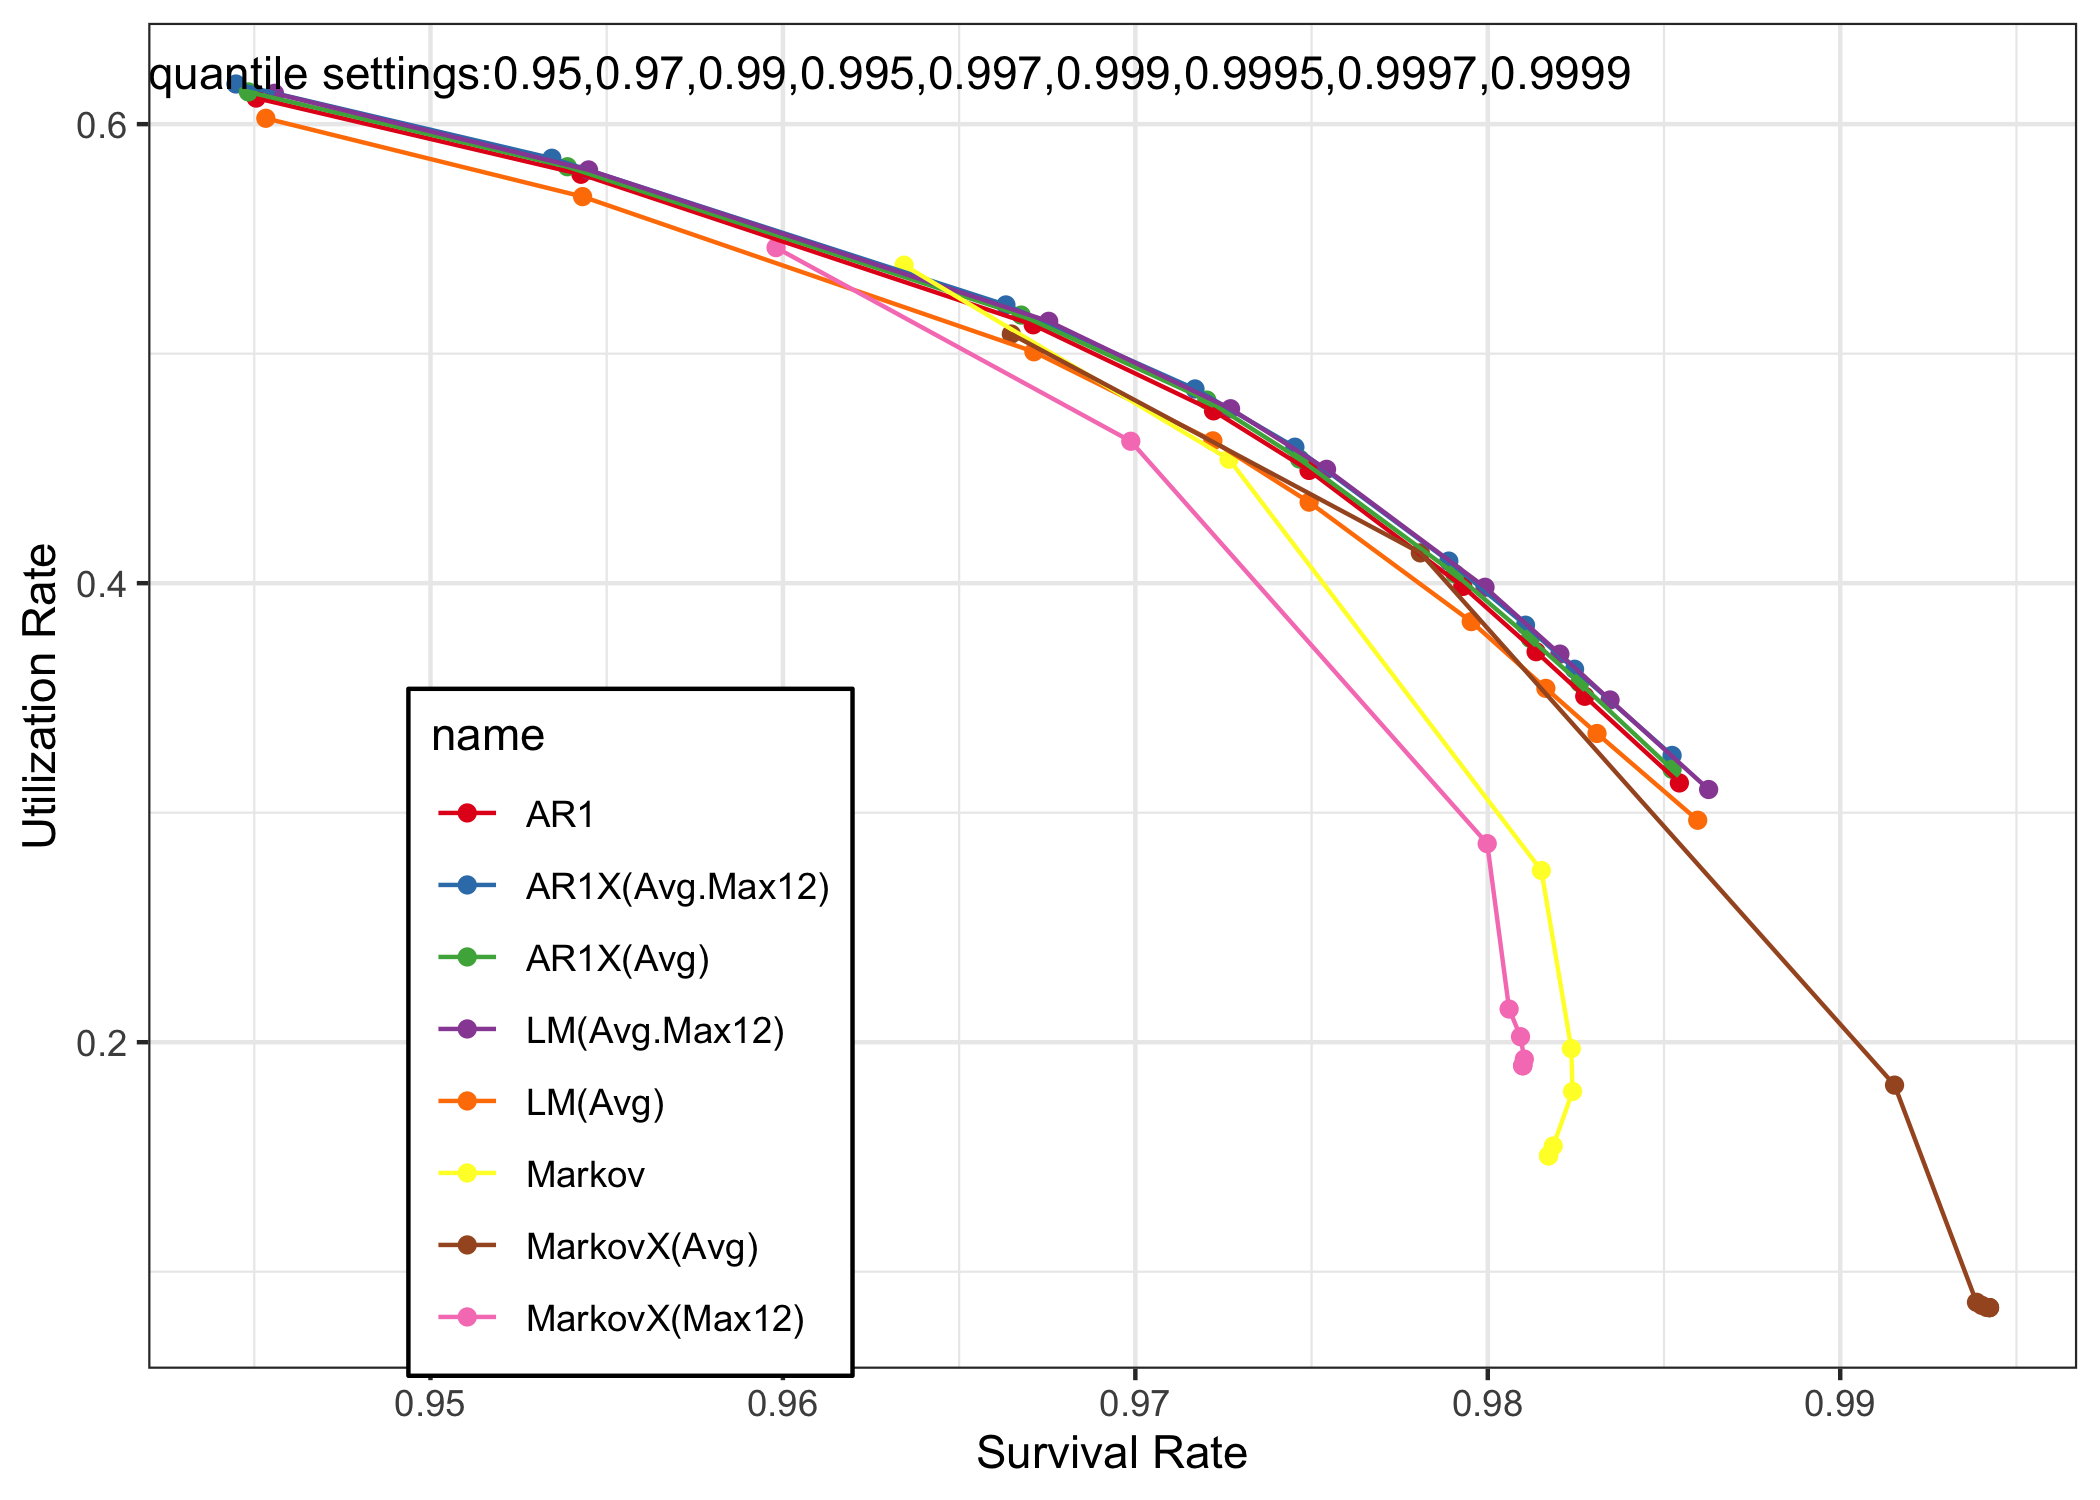 quantile settings:0.95,0.97,0.99,0.995,0.997,0.999,0.9995,0.9997,0.9999
0.6
0.4
0.2
Utilization Rate
name
AR1
AR1X(Avg.Max12)
AR1X(Avg)
LM(Avg.Max12)
LM(Avg)
Markov
MarkovX(Avg)
MarkovX(Max12)
0.95 0.96 0.97 0.98 0.99
Survival Rate